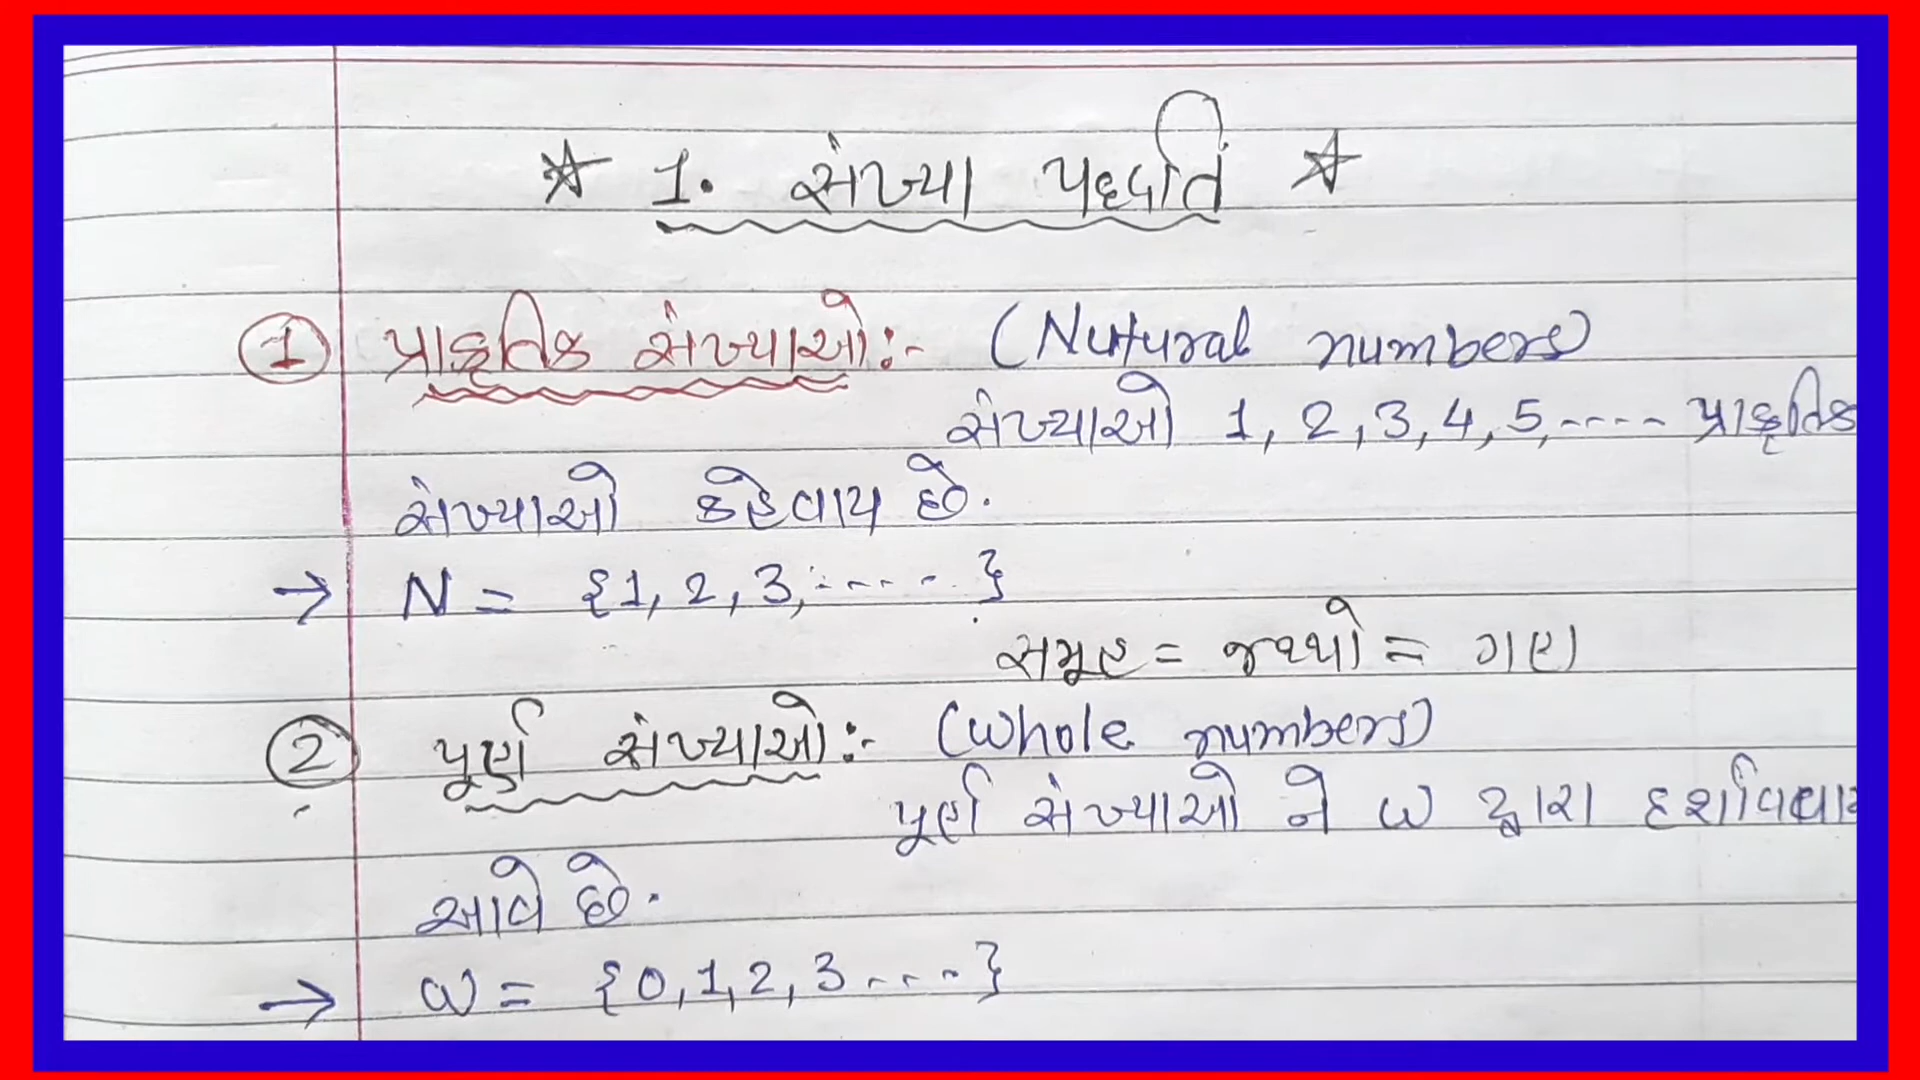 ☆ 1. સંખ્યા પદ્ધતિ ☆
① પ્રાકૃતિક સંખ્યાઓ:- (Nutural numbers)
સંખ્યાઓ 1, 2, 3, 4, 5, ---- પ્રાકૃતિક
સંખ્યાઓ કહેવાય છે.
→ N = {1, 2, 3, ----- }
સમૂહ = જથ્થો = ગણ
② પૂર્ણ સંખ્યાઓ:- (Whole numbers)
પૂર્ણ સંખ્યાઓ ને W દ્વારા દર્શાવવામાં
આવે છે.
→ W = {0, 1, 2, 3 ---- }